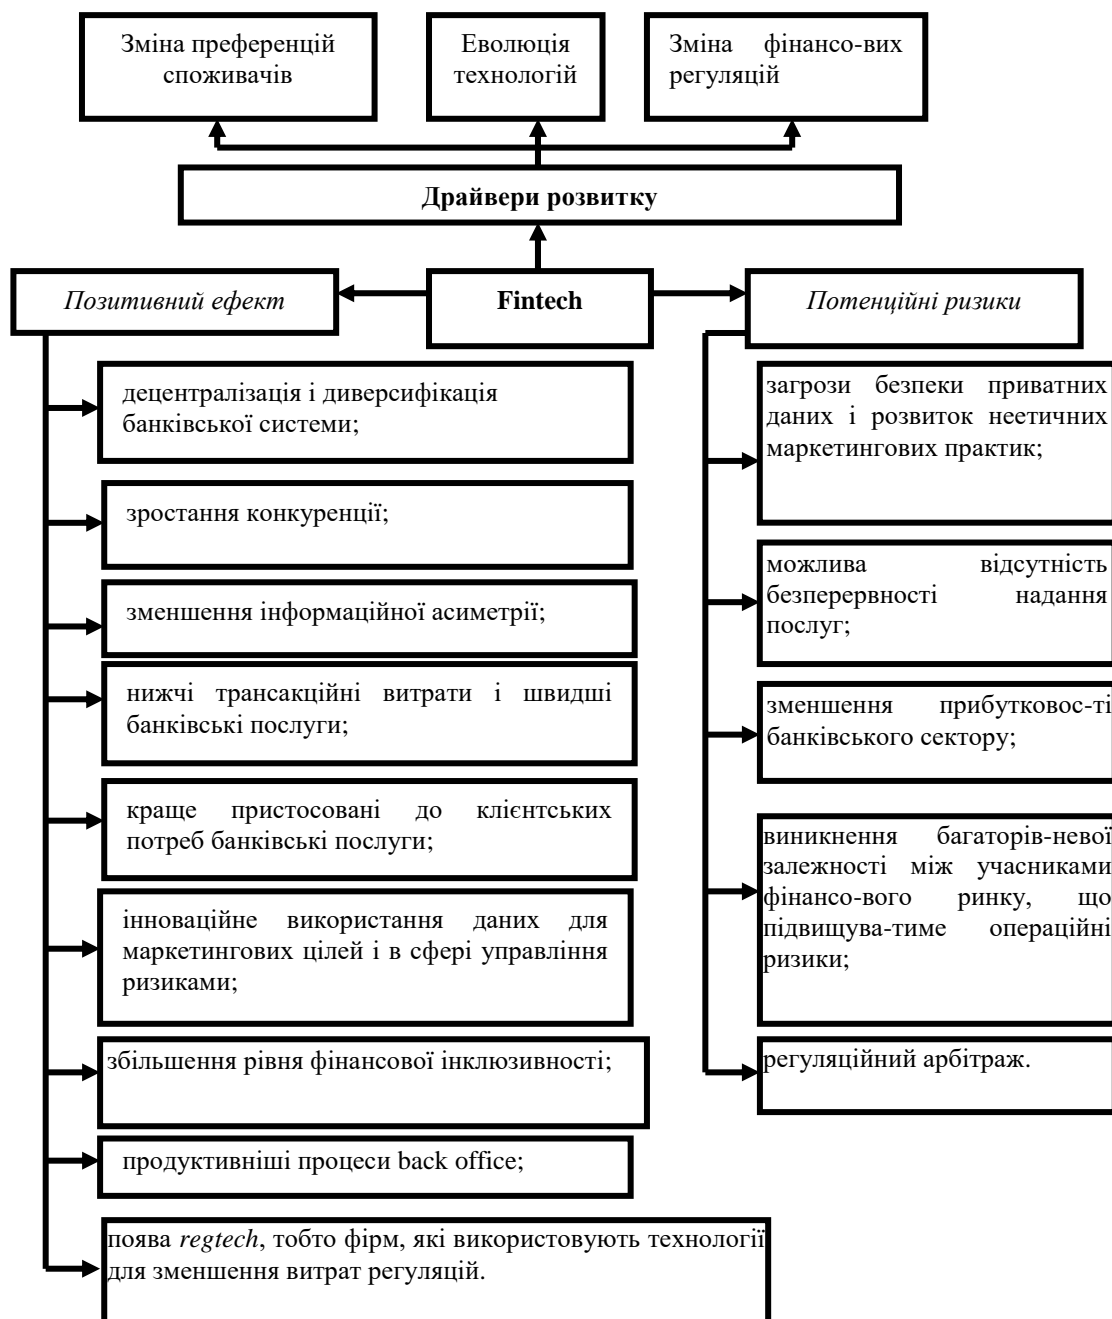 Зміна преференцій
споживачів
Еволюція
технологій
Зміна фінансо-вих
регуляцій
Драйвери розвитку
Позитивний ефект
Fintech
Потенційні ризики
децентралізація і диверсифікація
банківської системи;
зростання конкуренції;
зменшення інформаційної асиметрії;
нижчі трансакційні витрати і швидші
банківські послуги;
краще пристосовані до клієнтських
потреб банківські послуги;
інноваційне використання даних для
маркетингових цілей і в сфері управління
ризиками;
збільшення рівня фінансової інклюзивності;
продуктивніші процеси back office;
поява regtech, тобто фірм, які використовують технології
для зменшення витрат регуляцій.
загрози безпеки приватних
даних і розвиток неетичних
маркетингових практик;
можлива відсутність
безперервності надання
послуг;
зменшення прибутковос-ті
банківського сектору;
виникнення багаторів-невої
залежності між учасниками
фінансо-вого ринку, що
підвищува-тиме операційні
ризики;
регуляційний арбітраж.